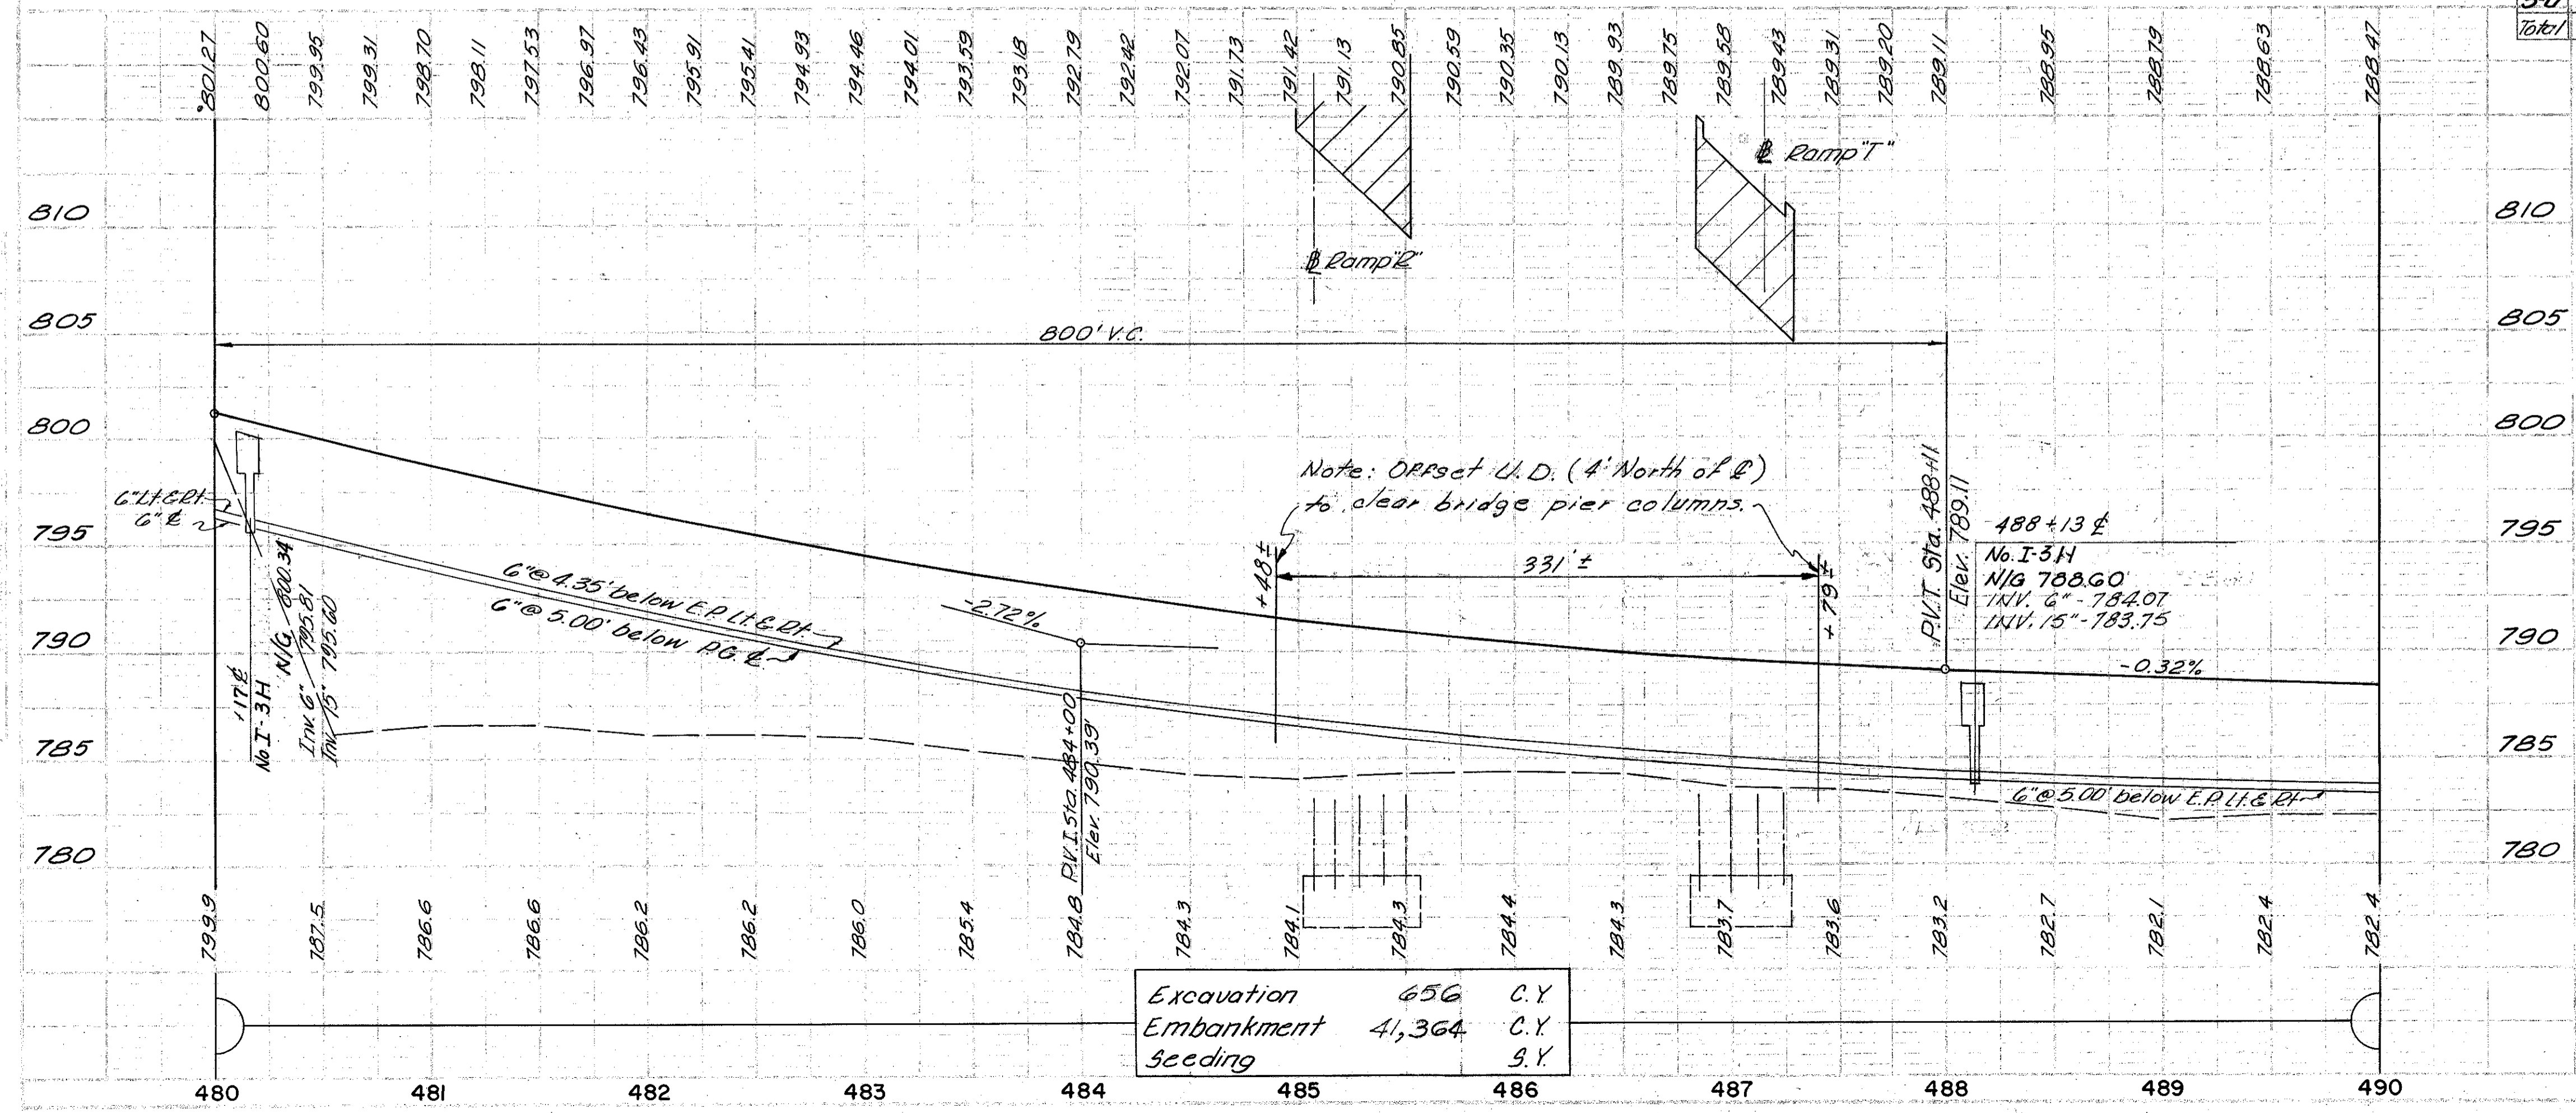 Total
801.27 800.60 799.95 799.31 798.70 798.11 797.53 796.97 796.43 795.91 795.41 794.93 794.46 794.01 793.59 793.18 792.79 792.42 792.07 791.73 791.42 791.13 790.85 790.59 790.35 790.13 789.93 789.75 789.58 789.43 789.31 789.20 789.11 788.95 788.79 788.63 788.47
Ramp "T"
810 810
Ramp "R"
805 805
800' V.C.
800 800
Note: Offset U.D. (4' North of ℄)
to clear bridge pier columns.
6" Lt. & Rt.
6" ℄
795 795
P.V.T. Sta. 488+11
Elev. 789.11
488+13 ℄
No. I-3H
N/G 788.60
INV. 6" - 784.07
INV. 15" - 783.75
+48±
331' ±
+79±
6" @ 4.35' below E.P. Lt. & Rt.
6" @ 5.00' below P.G. ℄
-2.72%
790 790
-0.32%
+17 ℄
No. I-3H
N/G 800.34
Inv. 6" 795.81
Inv. 15" 795.60
785 785
P.V.I. Sta. 484+00
Elev. 790.39'
6" @ 5.00' below E.P. Lt. & Rt.
780 780
799.9 787.5 786.6 786.6 786.2 786.2 786.0 785.4 784.8 784.3 784.1 784.3 784.4 784.3 783.7 783.6 783.2 782.7 782.1 782.4 782.4
Excavation 656 C.Y.
Embankment 41,364 C.Y.
Seeding S.Y.
480 481 482 483 484 485 486 487 488 489 490